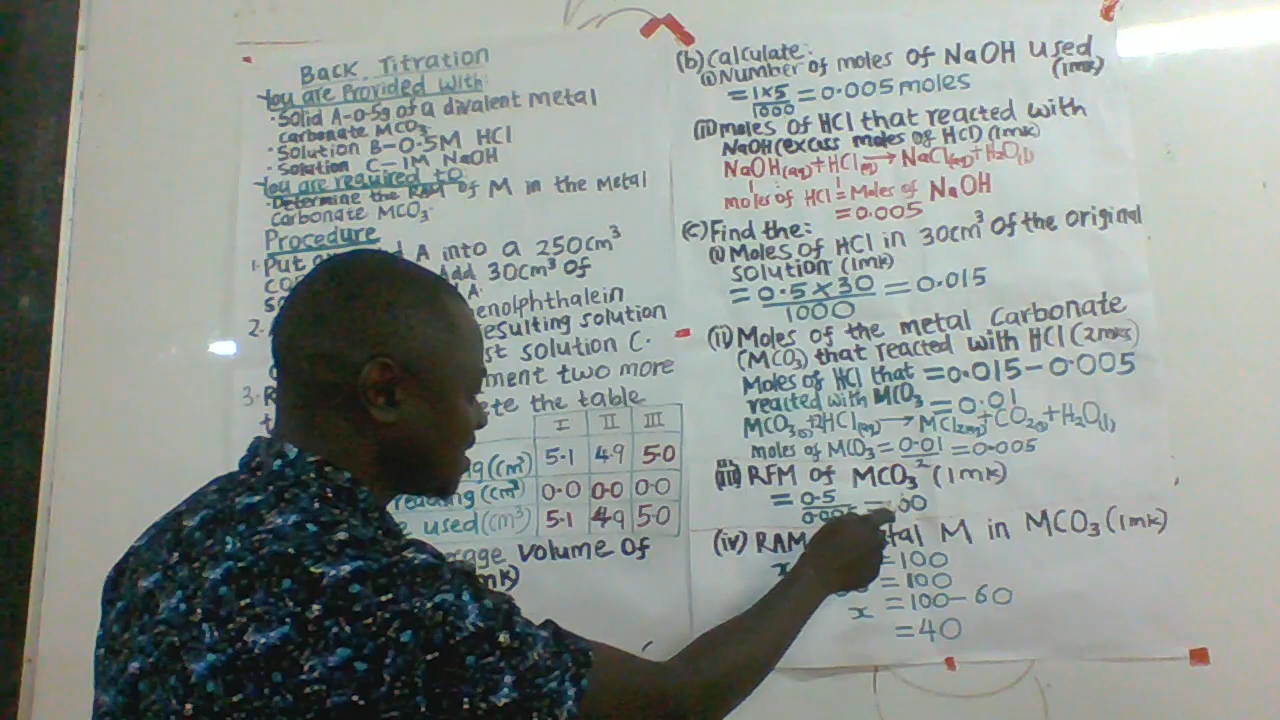 Back Titration
You are Provided with:
• Solid A-0.5g of a divalent metal
carbonate MCO3
• Solution B-0.5M HCl
• Solution C-1M NaOH
You are required to:
Determine the RAM of M in the Metal
Carbonate MCO3.
Procedure
1. Put A into a 250cm³
Add 30cm³ of
2.
resulting solution
solution C.
two more
3. the table
I II III
(cm³) 5.1 4.9 5.0
reading (cm³) 0.0 0.0 0.0
used (cm³) 5.1 4.9 5.0
volume of
(b) Calculate:
(i) Number of moles of NaOH used
(1mk)
= 1×5
1000 = 0.005 moles
(ii) moles of HCl that reacted with
NaOH (excess moles of HCl) (1mk)
NaOH(aq) + HCl(aq) → NaCl(aq) + H2O(l)
1 : 1
moles of HCl = Moles of NaOH
= 0.005
(c) Find the:
(i) Moles of HCl in 30cm³ of the original
solution (1mk)
= 0.5 × 30 = 0.015
1000
(ii) Moles of the metal Carbonate
(MCO3) that reacted with HCl (2mks)
Moles of HCl that = 0.015 - 0.005
reacted with MCO3 = 0.01
MCO3(s) + 2HCl(aq) → MCl2(aq) + CO2(g) + H2O(l)
moles of MCO3 = 0.01 = 0.005
2
(iii) RFM of MCO3 (1mk)
= 0.5
(iv) RAM M in MCO3 (1mk)
x = 100
= 100
x = 100 - 60
= 40